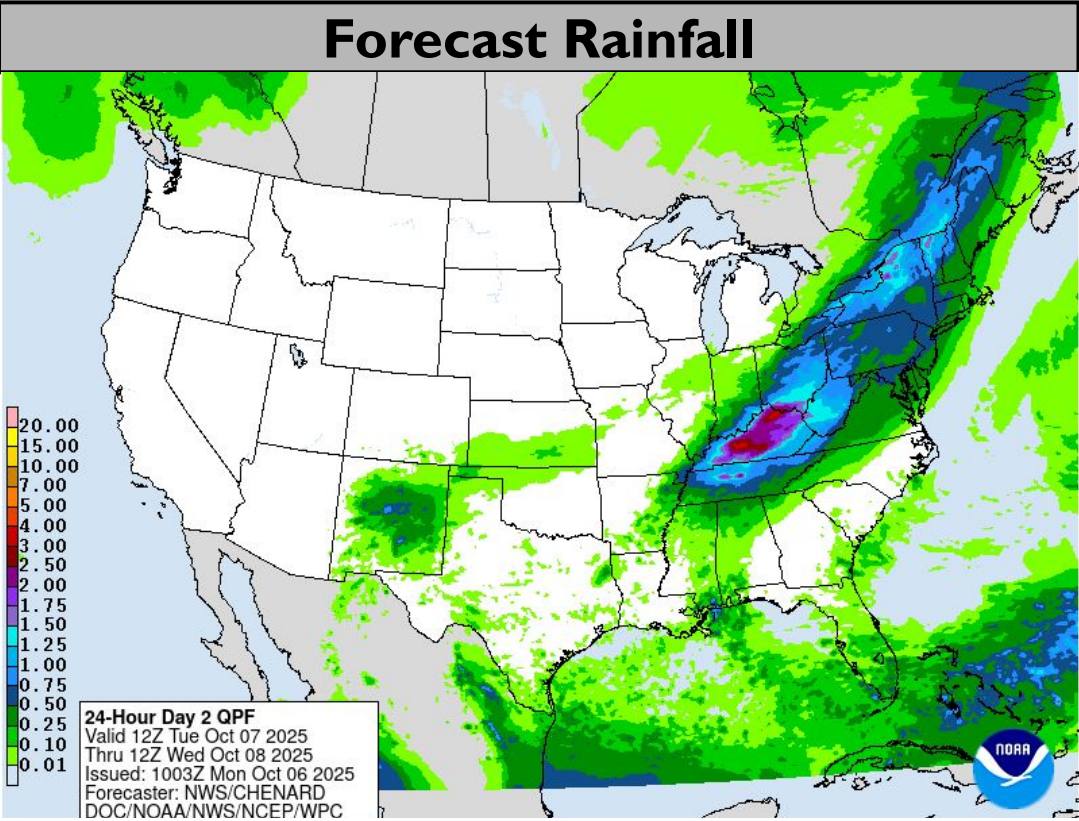 Forecast Rainfall
20.00
15.00
10.00
7.00
5.00
4.00
3.00
2.50
2.00
1.75
1.50
1.25
1.00
0.75
0.50
0.25
0.10
0.01
24-Hour Day 2 QPF
Valid 12Z Tue Oct 07 2025
Thru 12Z Wed Oct 08 2025
Issued: 1003Z Mon Oct 06 2025
Forecaster: NWS/CHENARD
DOC/NOAA/NWS/NCEP/WPC
NOAA